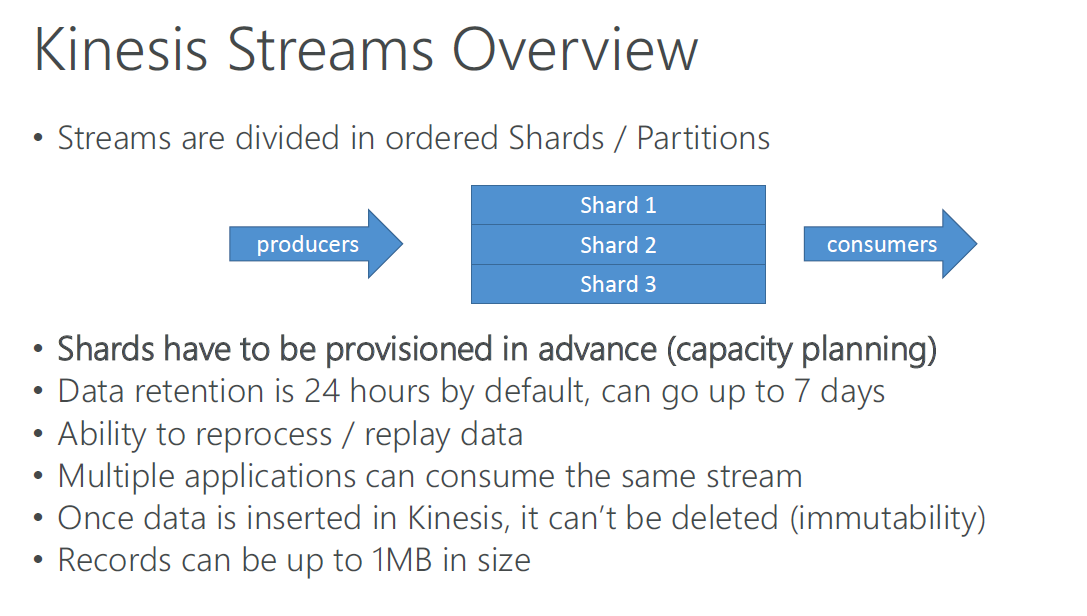 Kinesis Streams Overview
• Streams are divided in ordered Shards / Partitions
Shard 1
producers
Shard 2
consumers
Shard 3
• Shards have to be provisioned in advance (capacity planning)
• Data retention is 24 hours by default, can go up to 7 days
• Ability to reprocess / replay data
• Multiple applications can consume the same stream
• Once data is inserted in Kinesis, it can’t be deleted (immutability)
• Records can be up to 1MB in size